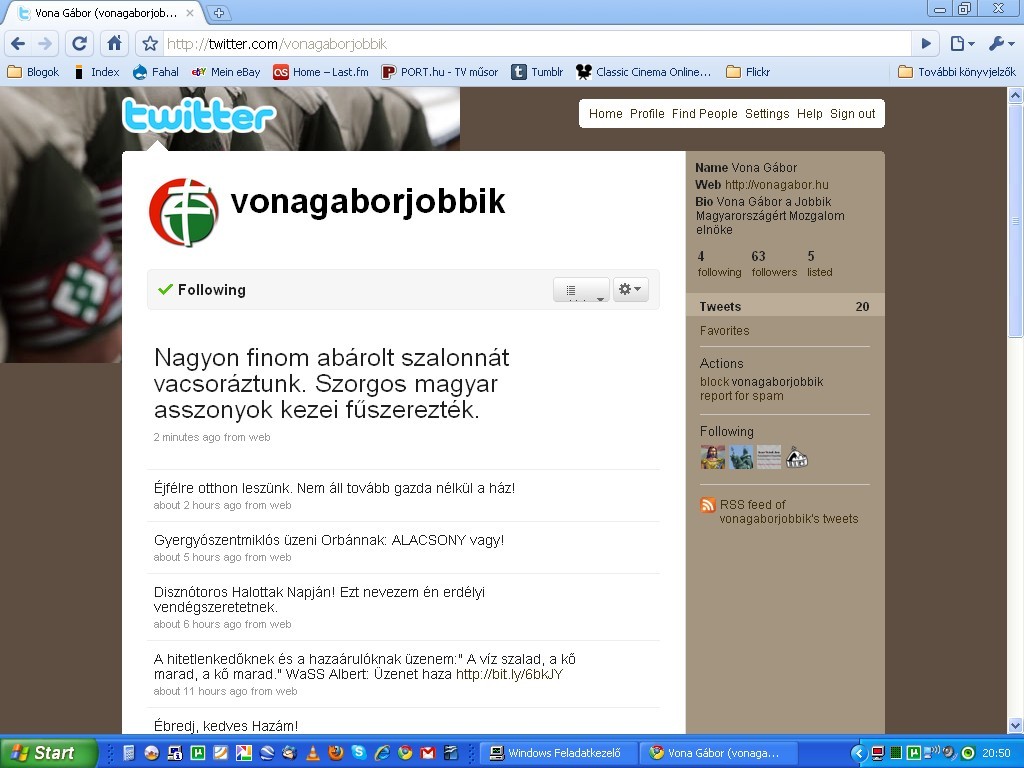 Vona Gábor (vonagaborjob...
http://twitter.com/vonagaborjobbik
Blogok Index Fahal Mein eBay Home – Last.fm PORT.hu - TV műsor Tumblr Classic Cinema Online... Flickr További könyvjelzők
twitter
Home Profile Find People Settings Help Sign out
vonagaborjobbik
Following
Nagyon finom abárolt szalonnát
vacsoráztunk. Szorgos magyar
asszonyok kezei fűszerezték.
2 minutes ago from web
Éjfélre otthon leszünk. Nem áll tovább gazda nélkül a ház!
about 2 hours ago from web
Gyergyószentmiklós üzeni Orbánnak: ALACSONY vagy!
about 5 hours ago from web
Disznótoros Halottak Napján! Ezt nevezem én erdélyi
vendégszeretetnek.
about 6 hours ago from web
A hitetlenkedőknek és a hazaárulóknak üzenem:" A víz szalad, a kő
marad, a kő marad." WaSS Albert: Üzenet haza http://bit.ly/6bkJY
about 11 hours ago from web
Ébredj, kedves Hazám!
Name Vona Gábor
Web http://vonagabor.hu
Bio Vona Gábor a Jobbik
Magyarországért Mozgalom
elnöke
4 63 5
following followers listed
Tweets 20
Favorites
Actions
block vonagaborjobbik
report for spam
Following
RSS feed of
vonagaborjobbik's tweets
Start Windows Feladatkezelő Vona Gábor (vonaga... 20:50